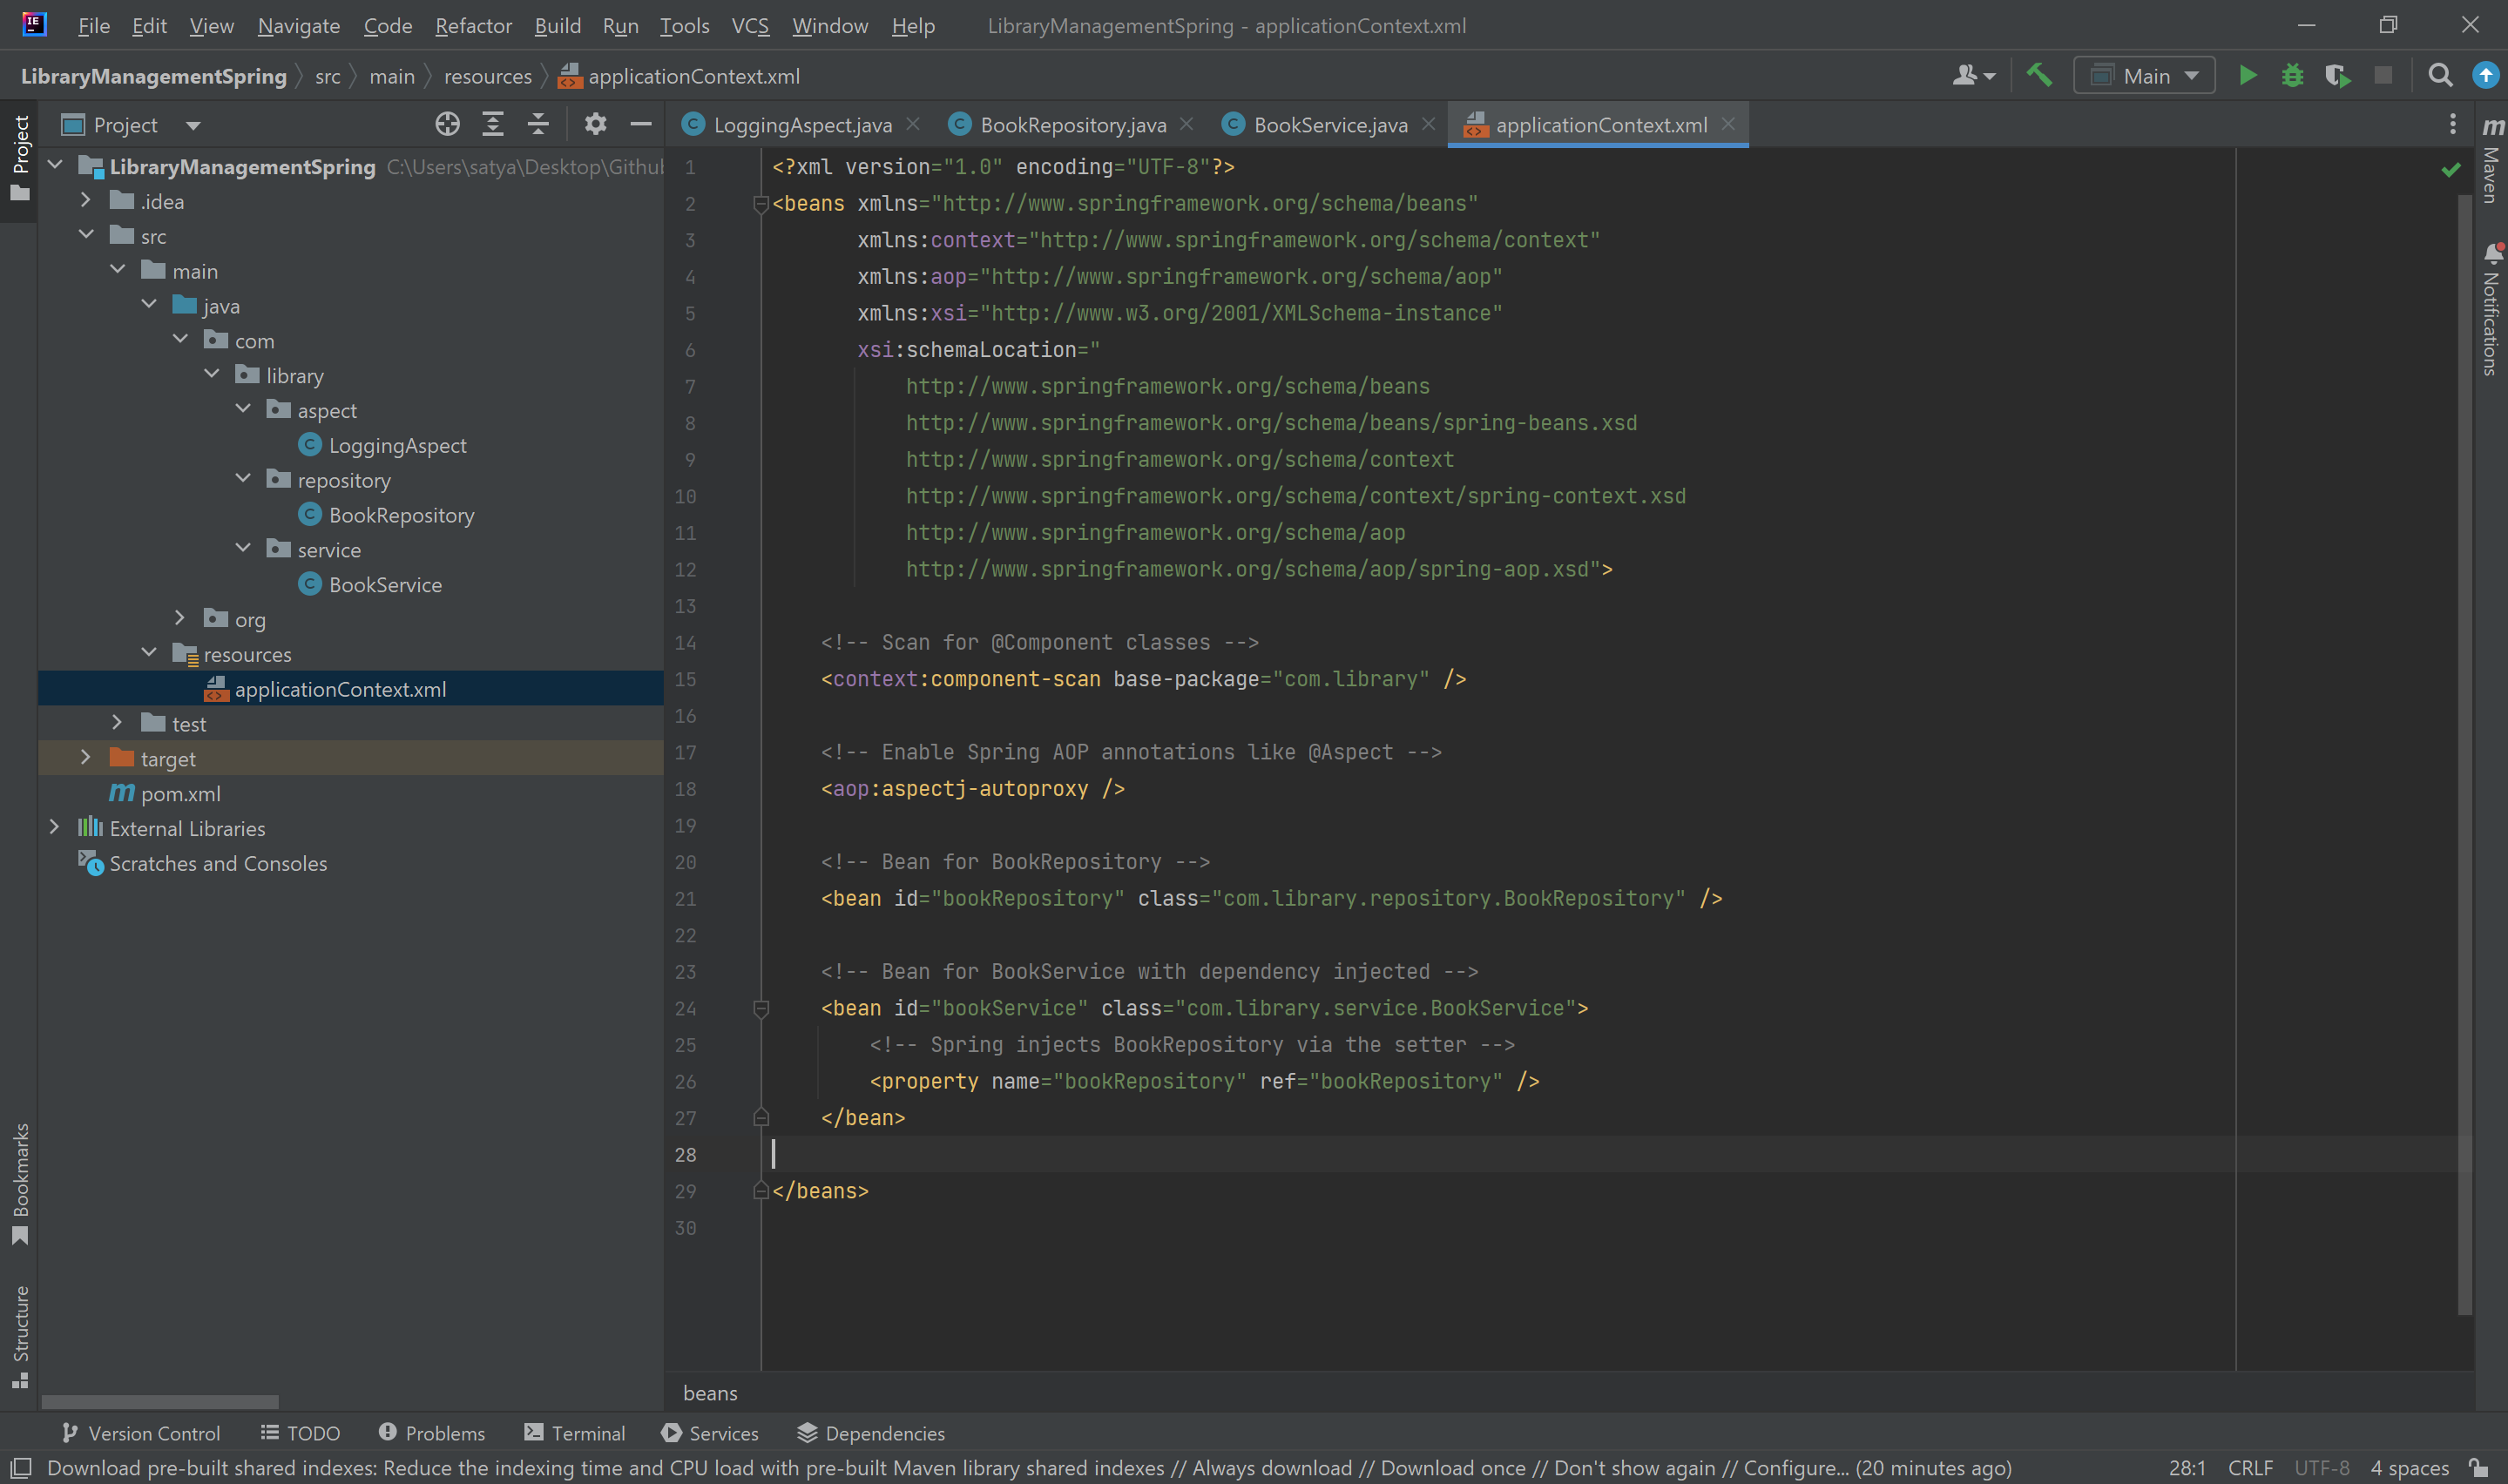 File Edit View Navigate Code Refactor Build Run Tools VCS Window Help LibraryManagementSpring - applicationContext.xml
LibraryManagementSpring src main resources applicationContext.xml Main
Project
Project
LoggingAspect.java BookRepository.java BookService.java applicationContext.xml
LibraryManagementSpring C:\Users\satya\Desktop\Github
.idea
src
main
java
com
library
aspect
LoggingAspect
repository
BookRepository
service
BookService
org
resources
applicationContext.xml
test
target
m pom.xml
External Libraries
Scratches and Consoles
1 <?xml version="1.0" encoding="UTF-8"?>
2 <beans xmlns="http://www.springframework.org/schema/beans"
3 xmlns:context="http://www.springframework.org/schema/context"
4 xmlns:aop="http://www.springframework.org/schema/aop"
5 xmlns:xsi="http://www.w3.org/2001/XMLSchema-instance"
6 xsi:schemaLocation="
7 http://www.springframework.org/schema/beans
8 http://www.springframework.org/schema/beans/spring-beans.xsd
9 http://www.springframework.org/schema/context
10 http://www.springframework.org/schema/context/spring-context.xsd
11 http://www.springframework.org/schema/aop
12 http://www.springframework.org/schema/aop/spring-aop.xsd">
13
14 <!-- Scan for @Component classes -->
15 <context:component-scan base-package="com.library" />
16
17 <!-- Enable Spring AOP annotations like @Aspect -->
18 <aop:aspectj-autoproxy />
19
20 <!-- Bean for BookRepository -->
21 <bean id="bookRepository" class="com.library.repository.BookRepository" />
22
23 <!-- Bean for BookService with dependency injected -->
24 <bean id="bookService" class="com.library.service.BookService">
25 <!-- Spring injects BookRepository via the setter -->
26 <property name="bookRepository" ref="bookRepository" />
27 </bean>
28
29 </beans>
30
beans
m Maven
Notifications
Bookmarks
Structure
Version Control TODO Problems Terminal Services Dependencies
Download pre-built shared indexes: Reduce the indexing time and CPU load with pre-built Maven library shared indexes // Always download // Download once // Don't show again // Configure... (20 minutes ago) 28:1 CRLF UTF-8 4 spaces